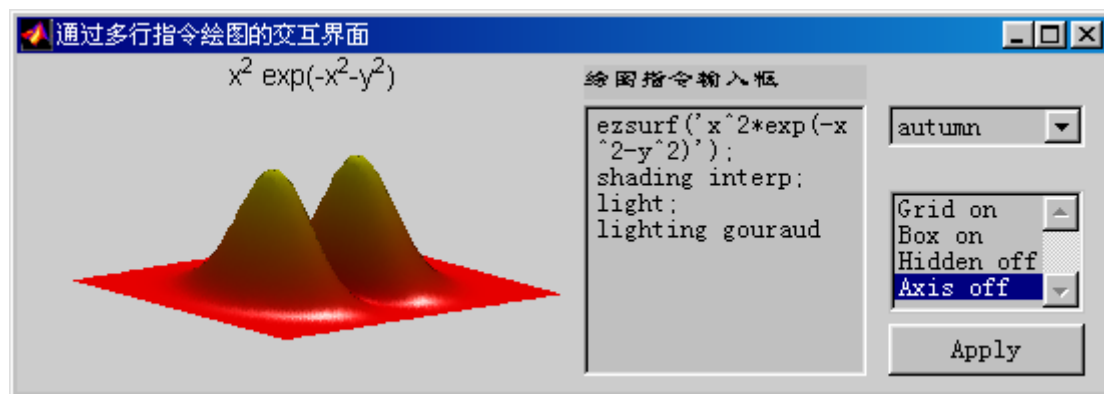 通过多行指令绘图的交互界面
x² exp(-x²-y²)
绘图指令输入框
ezsurf('x^2*exp(-x
^2-y^2)');
shading interp;
light;
lighting gouraud
autumn
Grid on
Box on
Hidden off
Axis off
Apply